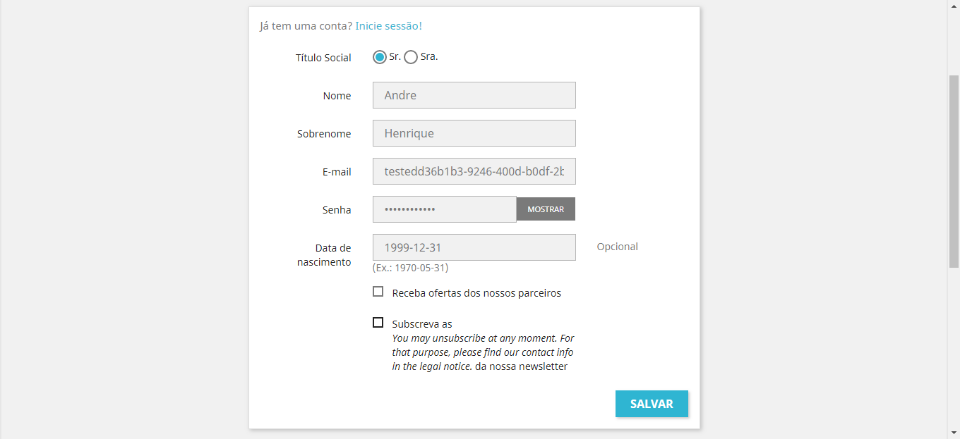 Já tem uma conta? Inicie sessão!
Título Social Sr. Sra.
Nome Andre
Sobrenome Henrique
E-mail testedd36b1b3-9246-400d-b0df-2b
Senha •••••••••••• MOSTRAR
Data de nascimento 1999-12-31 Opcional
(Ex.: 1970-05-31)
Receba ofertas dos nossos parceiros
Subscreva as
You may unsubscribe at any moment. For
that purpose, please find our contact info
in the legal notice. da nossa newsletter
SALVAR